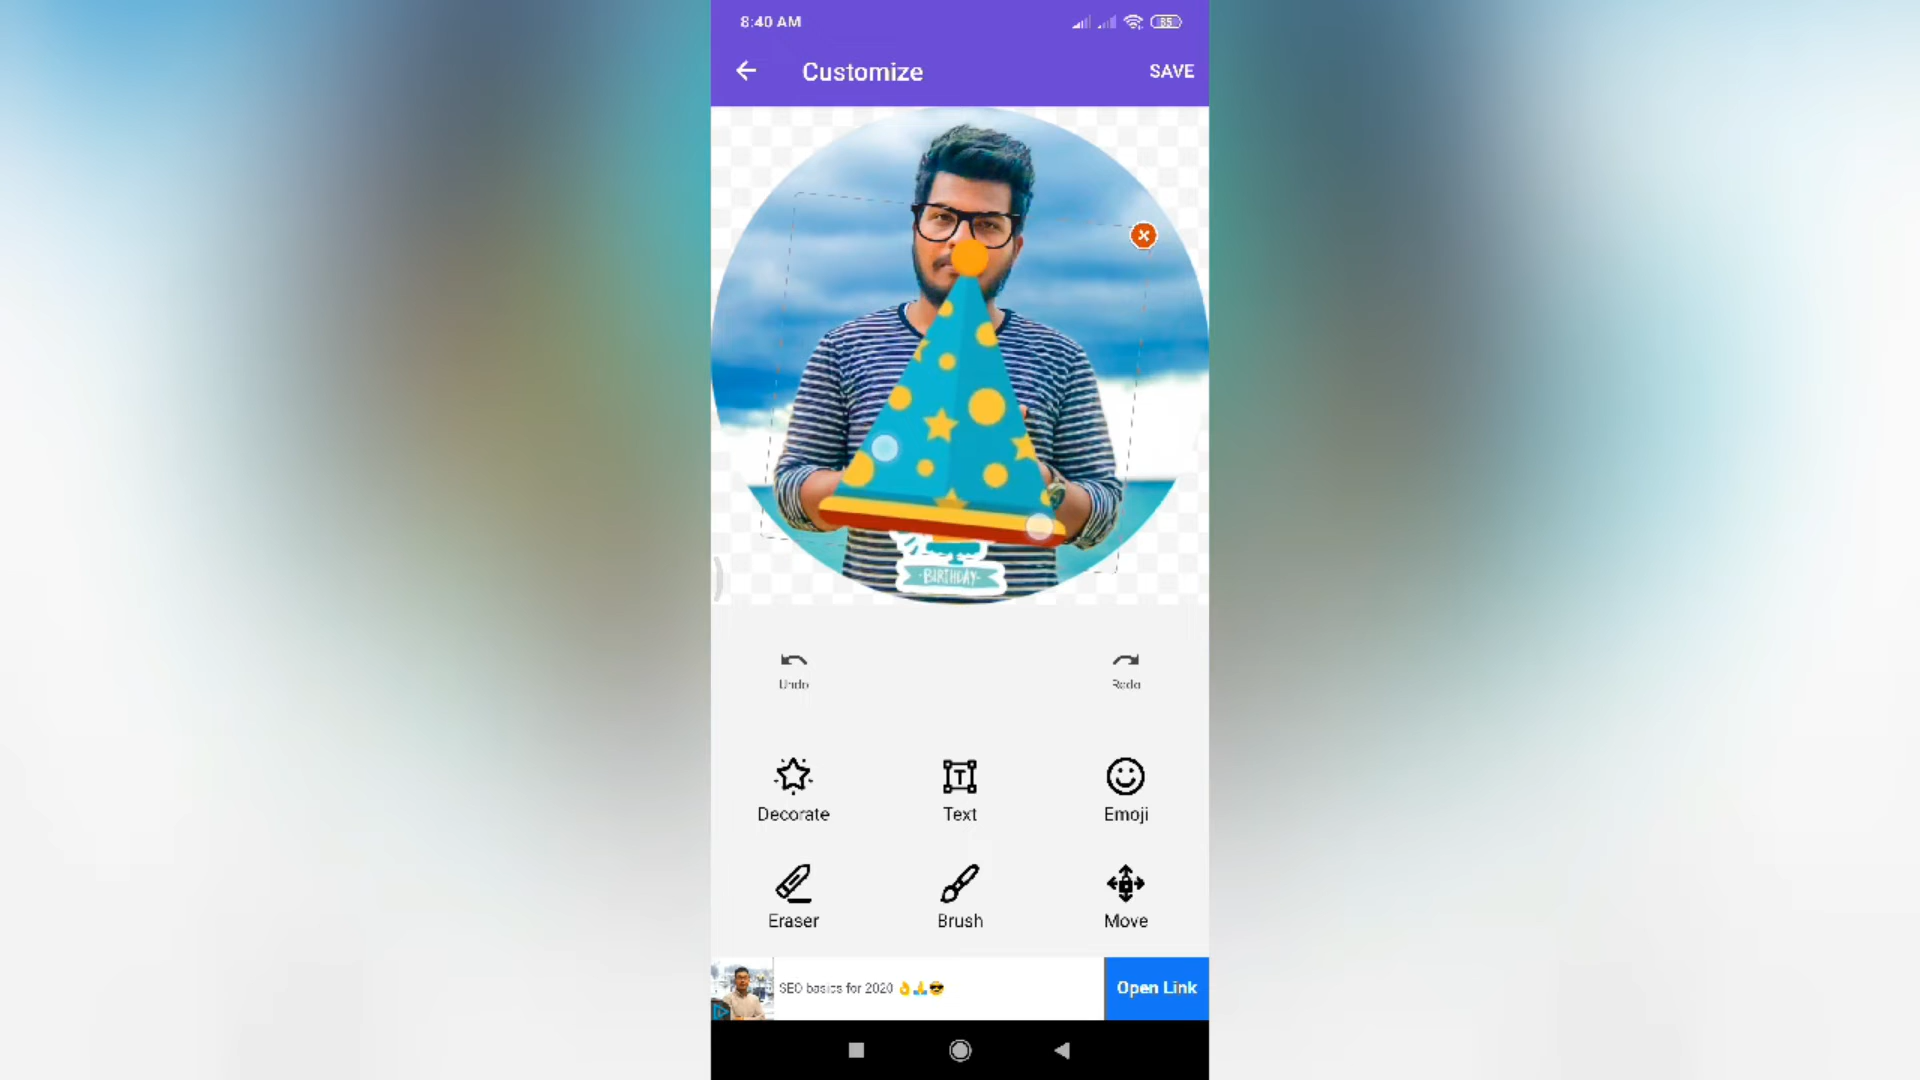 8:40 AM
85
Customize
SAVE
BIRTHDAY
Undo
Redo
Decorate
Text
Emoji
Eraser
Brush
Move
SEO basics for 2020 👌🙏😎
Open Link